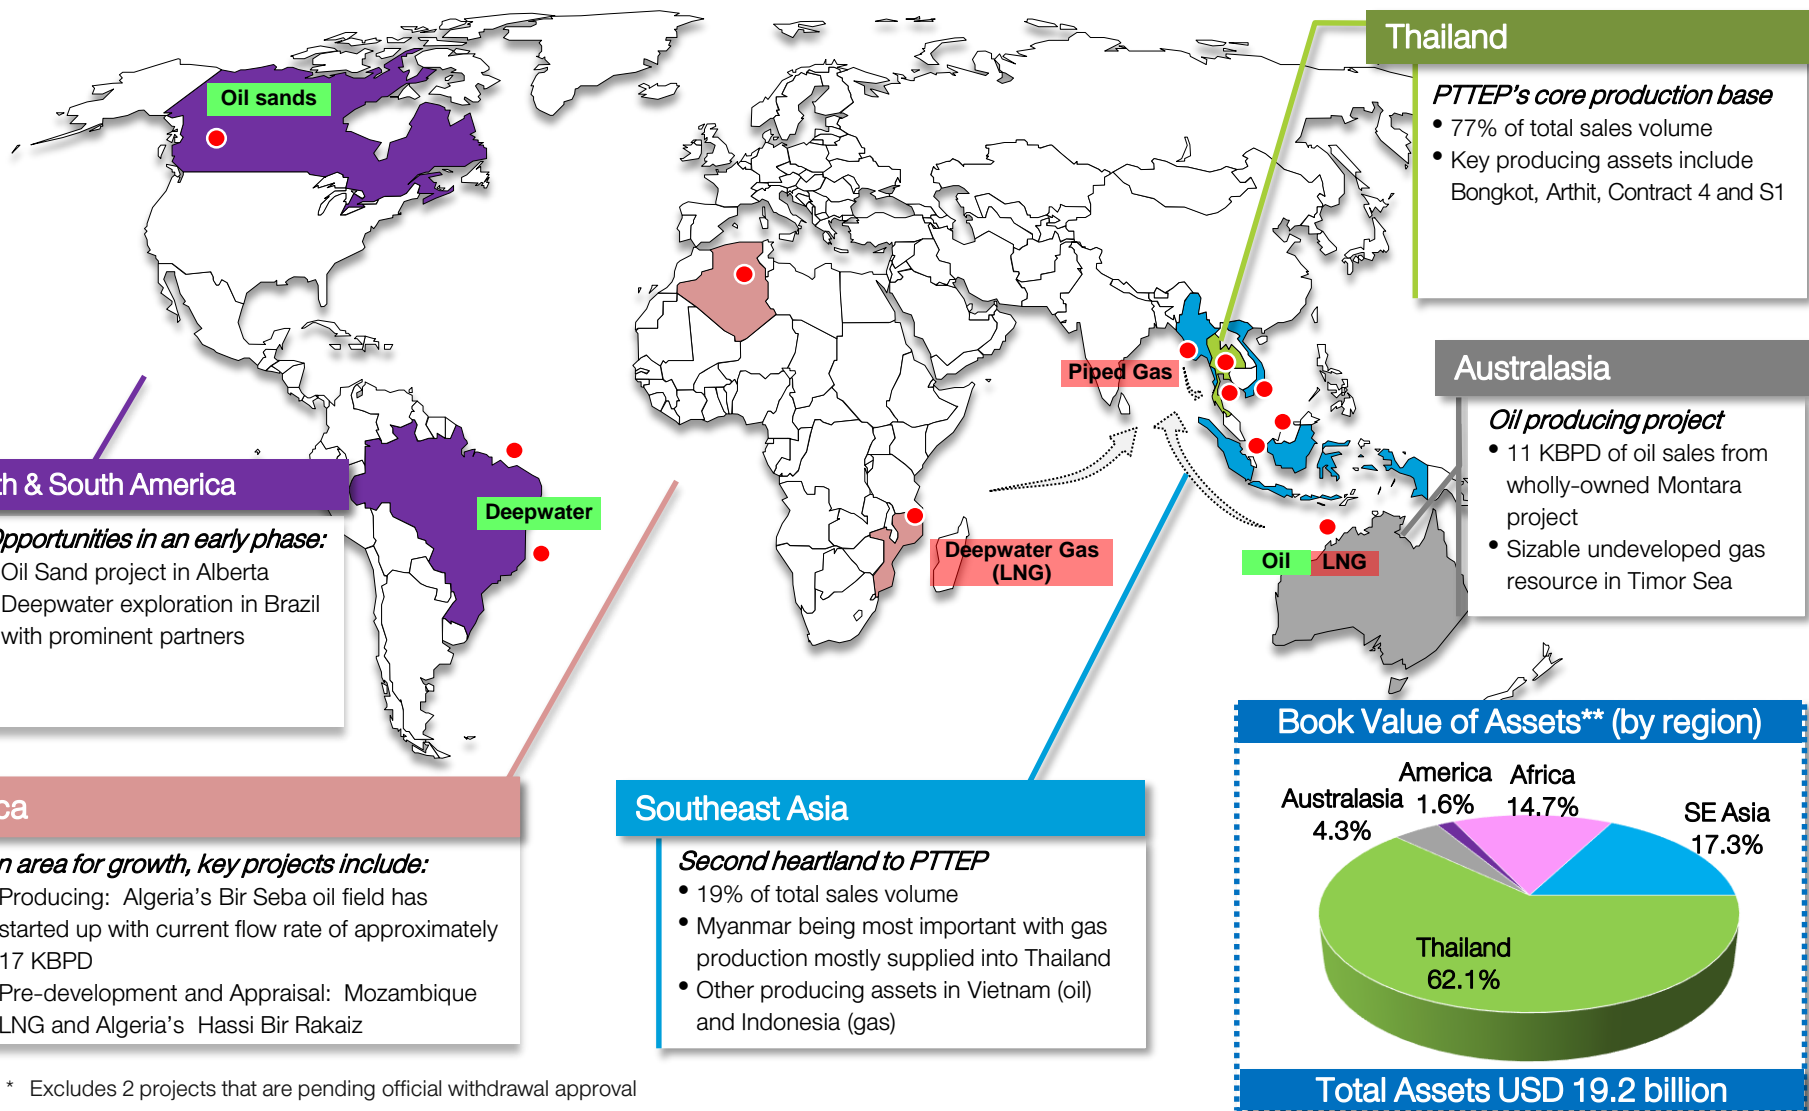 Thailand
PTTEP's core production base
• 77% of total sales volume
• Key producing assets include
Bongkot, Arthit, Contract 4 and S1
Oil sands
Piped Gas
Australasia
Oil producing project
• 11 KBPD of oil sales from
wholly-owned Montara
project
• Sizable undeveloped gas
resource in Timor Sea
& South America
in an early phase:
Oil Sand project in Alberta
Deepwater exploration in Brazil
with prominent partners
Deepwater
Deepwater Gas
(LNG)
Oil
LNG
area for growth, key projects include:
Producing: Algeria's Bir Seba oil field has
started up with current flow rate of approximately
17 KBPD
Pre-development and Appraisal: Mozambique
LNG and Algeria's Hassi Bir Rakaiz
Southeast Asia
Second heartland to PTTEP
• 19% of total sales volume
• Myanmar being most important with gas
production mostly supplied into Thailand
• Other producing assets in Vietnam (oil)
and Indonesia (gas)
Book Value of Assets** (by region)
America
1.6%
Africa
14.7%
Australasia
4.3%
SE Asia
17.3%
Thailand
62.1%
Total Assets USD 19.2 billion
* Excludes 2 projects that are pending official withdrawal approval